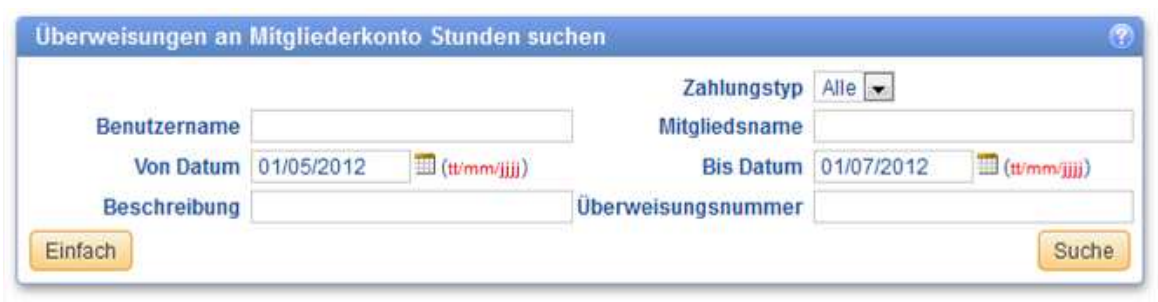 Überweisungen an Mitgliederkonto Stunden suchen ?
Zahlungstyp Alle
Benutzername Mitgliedsname
Von Datum 01/05/2012 (tt/mm/jjjj) Bis Datum 01/07/2012 (tt/mm/jjjj)
Beschreibung Überweisungsnummer
Einfach Suche